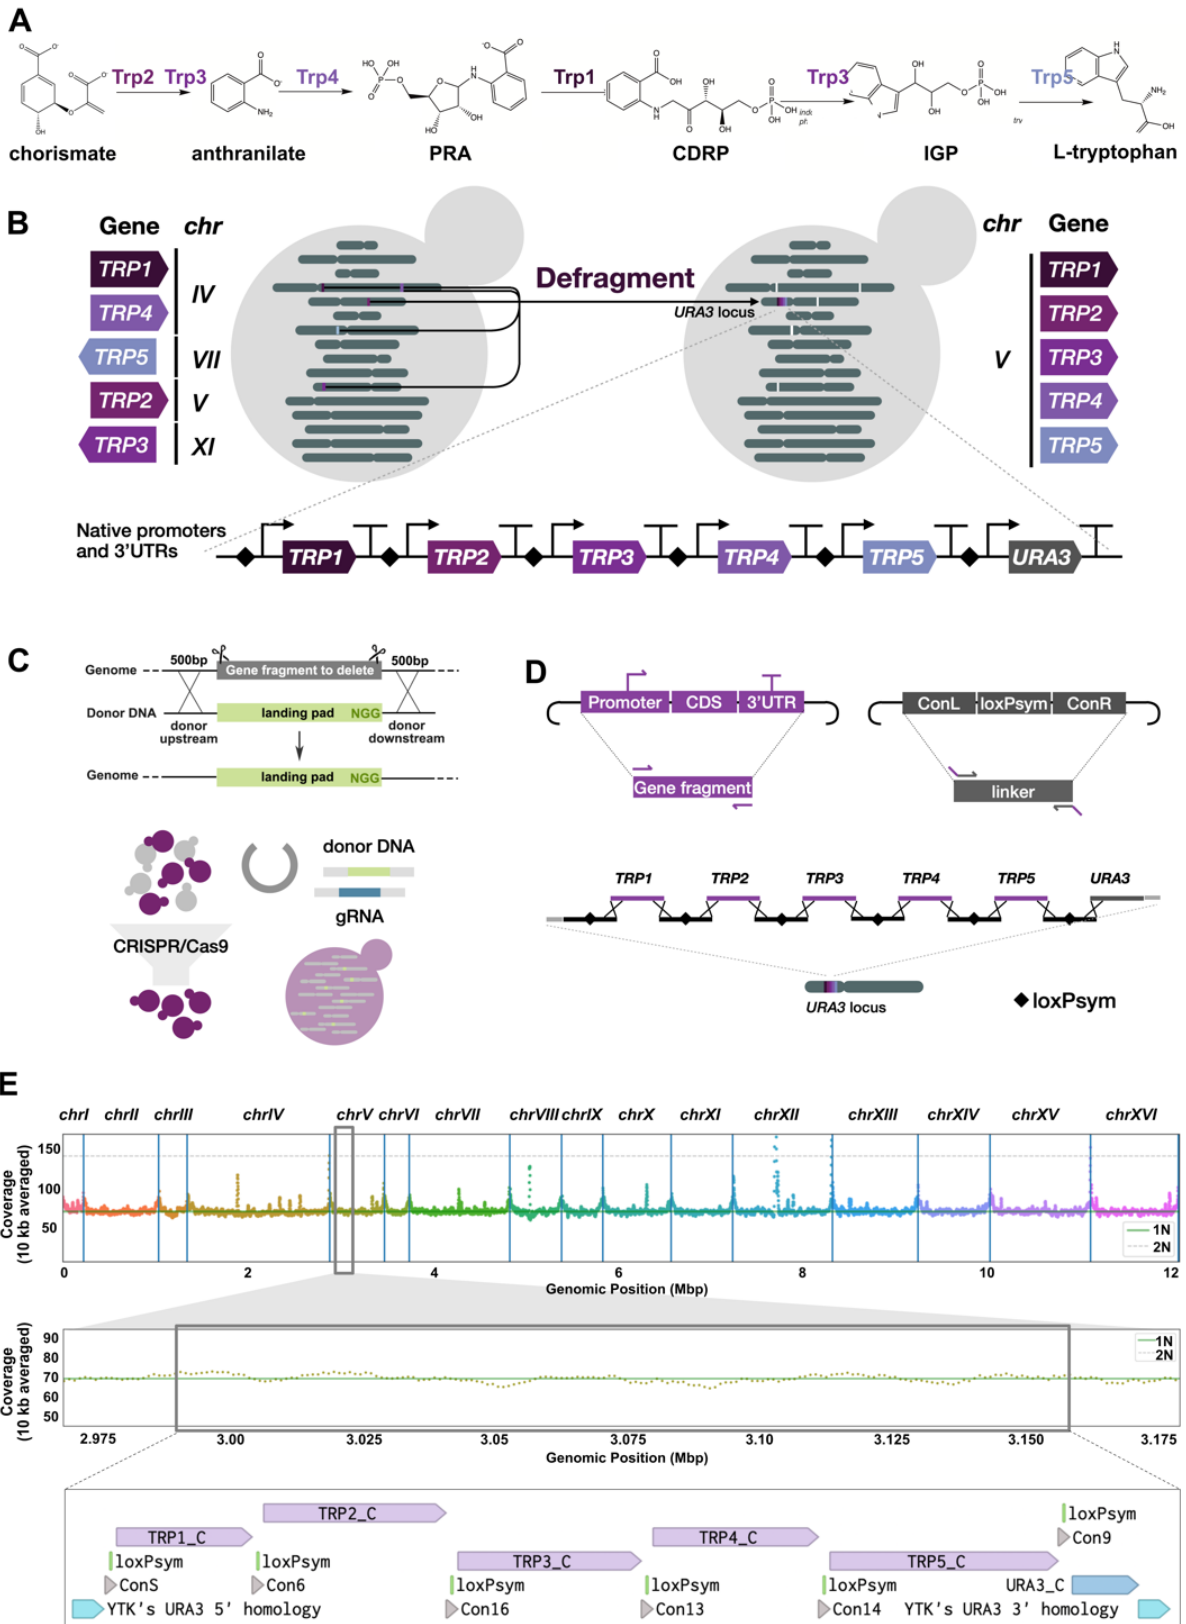 A
Trp2 Trp3 Trp4 Trp1 Trp3 Trp5
chorismate anthranilate PRA CDRP IGP L-tryptophan
B
Gene chr
TRP1
TRP4
IV
TRP5 VII
TRP2 V
TRP3 XI
Defragment
URA3 locus
chr Gene
TRP1
TRP2
V TRP3
TRP4
TRP5
Native promoters
and 3'UTRs
TRP1 TRP2 TRP3 TRP4 TRP5 URA3
C
500bp 500bp
Genome Gene fragment to delete
Donor DNA landing pad NGG
donor upstream donor downstream
Genome landing pad NGG
donor DNA
gRNA
CRISPR/Cas9
D
Promoter CDS 3'UTR
Gene fragment
ConL loxPsym ConR
linker
TRP1 TRP2 TRP3 TRP4 TRP5 URA3
URA3 locus
loxPsym
E
chrI chrII chrIII chrIV chrV chrVI chrVII chrVIII chrIX chrX chrXI chrXII chrXIII chrXIV chrXV chrXVI
Coverage
(10 kb averaged)
150
100
50
1N
2N
0 2 4 6 8 10 12
Genomic Position (Mbp)
Coverage
(10 kb averaged)
90
80
70
60
50
1N
2N
2.975 3.00 3.025 3.05 3.075 3.10 3.125 3.150 3.175
Genomic Position (Mbp)
TRP2_C
loxPsym
TRP1_C TRP4_C Con9
loxPsym loxPsym TRP3_C TRP5_C
ConS Con6 loxPsym loxPsym loxPsym URA3_C
YTK's URA3 5' homology Con16 Con13 Con14 YTK's URA3 3' homology